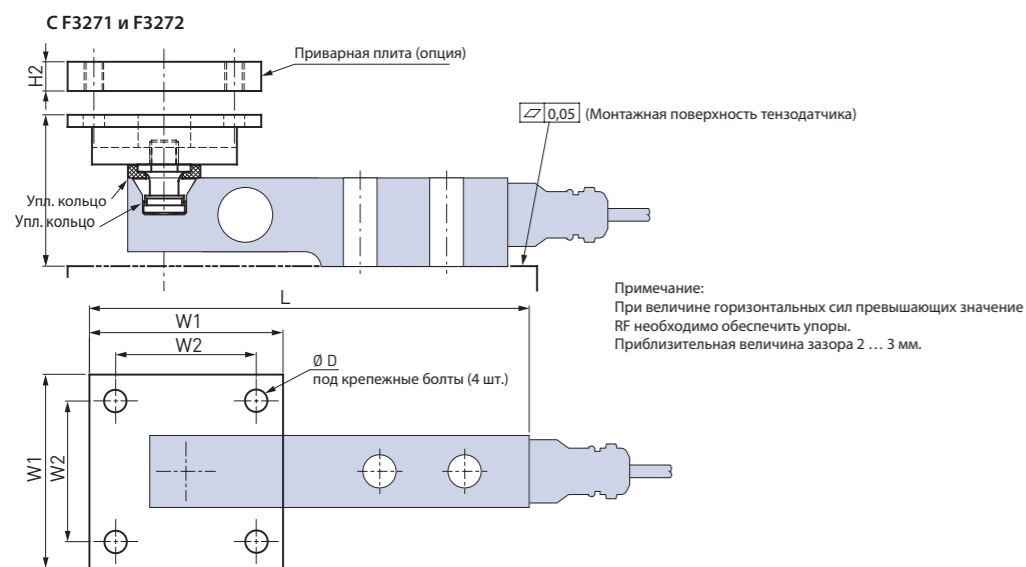 С F3271 и F3272
Приварная плита (опция)
H2
0,05 (Монтажная поверхность тензодатчика)
Упл. кольцо
Упл. кольцо
Примечание:
При величине горизонтальных сил превышающих значение
RF необходимо обеспечить упоры.
Приблизительная величина зазора 2 … 3 мм.
L
W1
W2
Ø D
под крепежные болты (4 шт.)
W1
W2